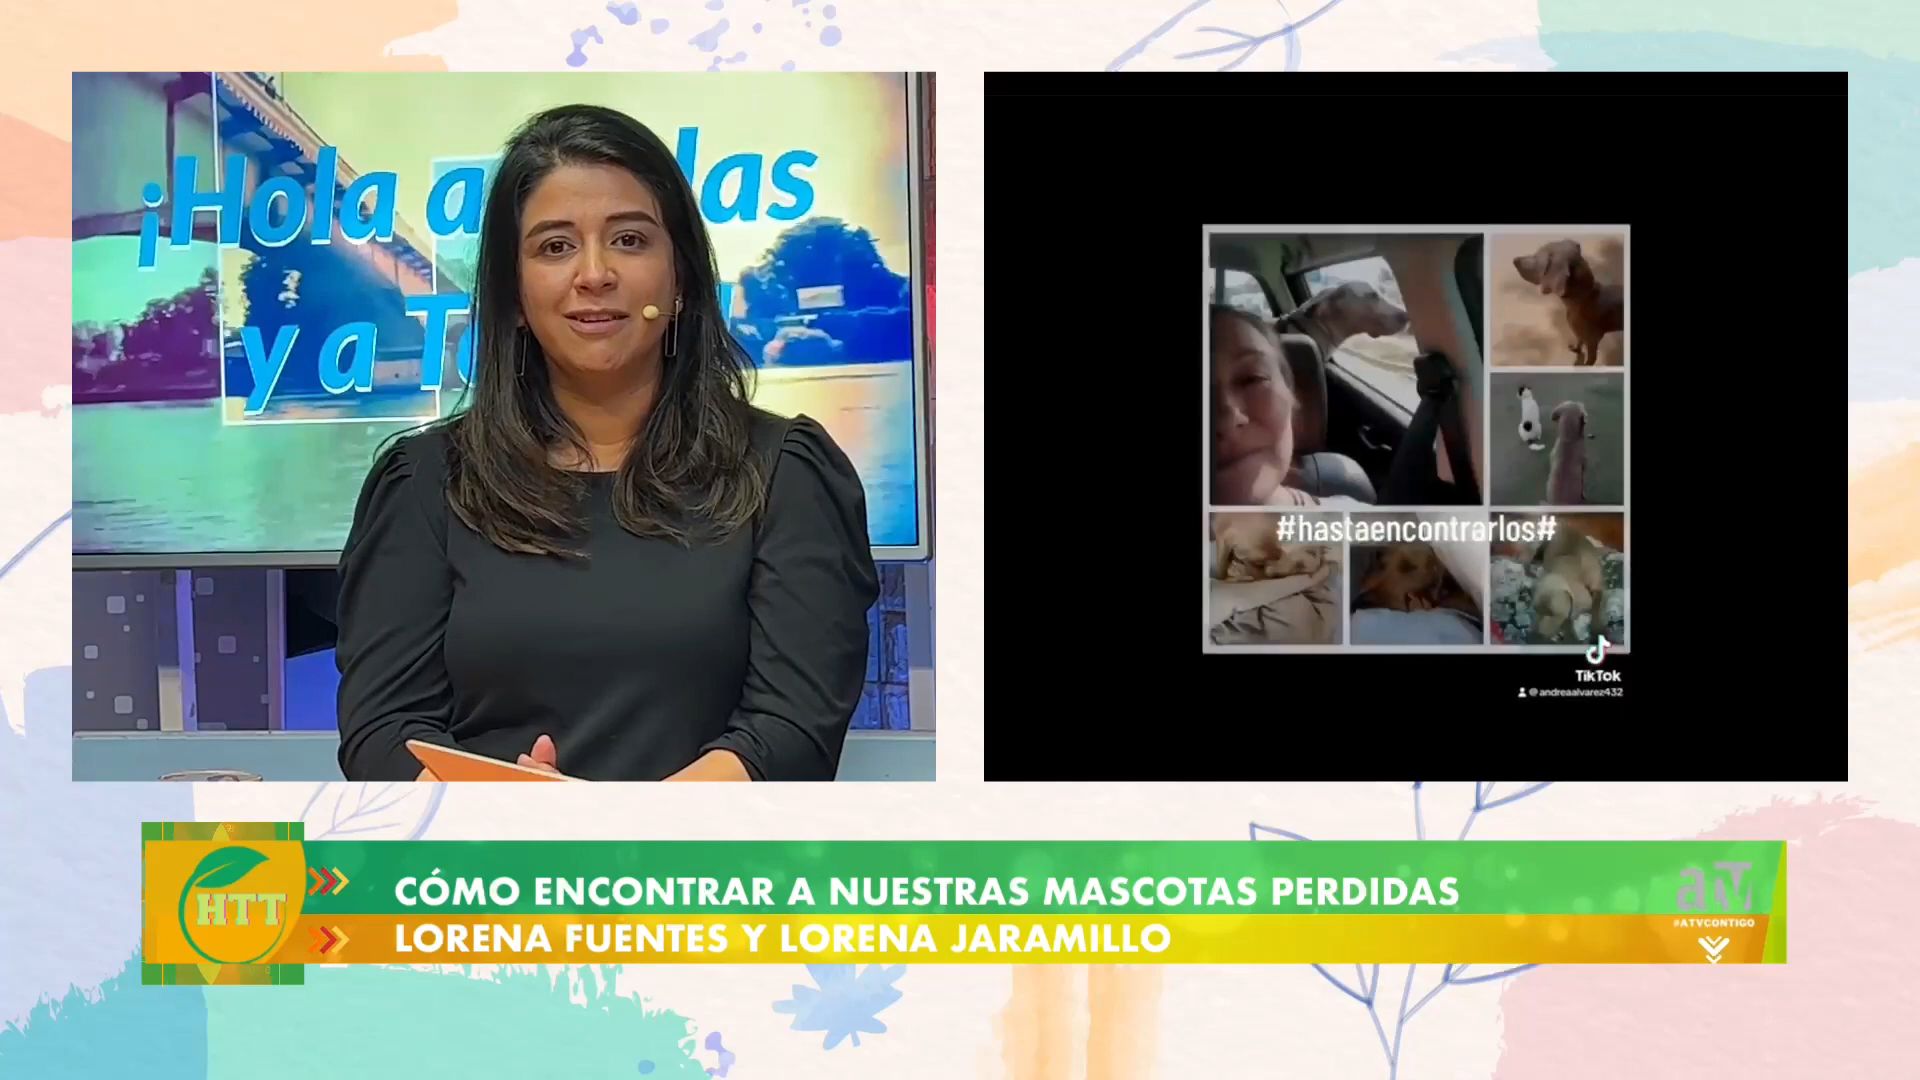 ¡Hola a
las
y a T
#hastaencontrarlos#
TikTok
@andreaalvarez432
HTT
CÓMO ENCONTRAR A NUESTRAS MASCOTAS PERDIDAS
LORENA FUENTES Y LORENA JARAMILLO
atv
#ATVCONTIGO